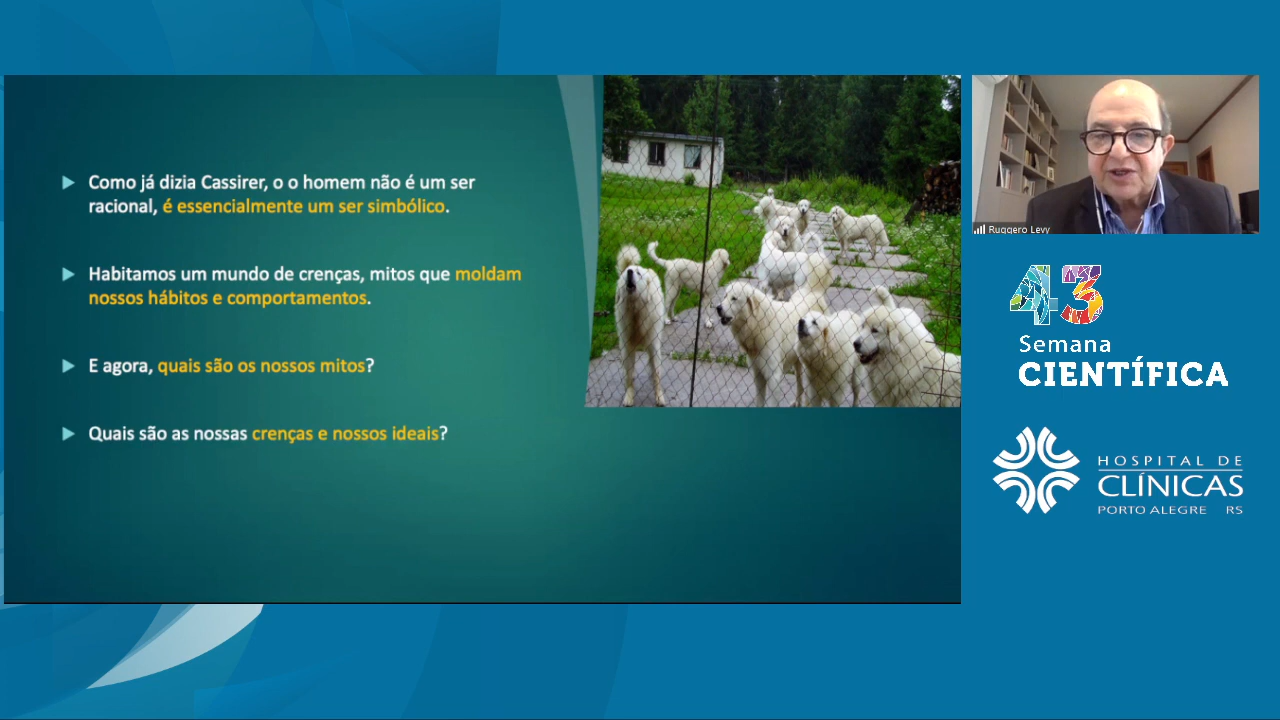 Como já dizia Cassirer, o o homem não é um ser
racional, é essencialmente um ser simbólico.
Habitamos um mundo de crenças, mitos que moldam
nossos hábitos e comportamentos.
E agora, quais são os nossos mitos?
Quais são as nossas crenças e nossos ideais?
Ruggero Levy
43
Semana
CIENTÍFICA
HOSPITAL DE
CLÍNICAS
PORTO ALEGRE RS